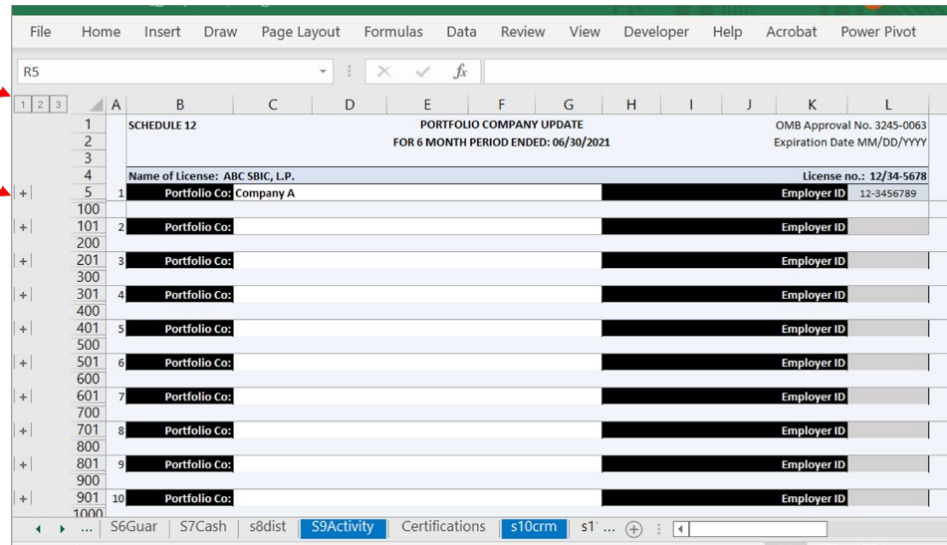 File Home Insert Draw Page Layout Formulas Data Review View Developer Help Acrobat Power Pivot
R5 fx
1 2 3 A B C D E F G H I J K L
1 SCHEDULE 12 PORTFOLIO COMPANY UPDATE OMB Approval No. 3245-0063
2 FOR 6 MONTH PERIOD ENDED: 06/30/2021 Expiration Date MM/DD/YYYY
3
4 Name of License: ABC SBIC, L.P. License no.: 12/34-5678
+ 5 1 Portfolio Co: Company A Employer ID 12-3456789
100
+ 101 2 Portfolio Co: Employer ID
200
+ 201 3 Portfolio Co: Employer ID
300
+ 301 4 Portfolio Co: Employer ID
400
+ 401 5 Portfolio Co: Employer ID
500
+ 501 6 Portfolio Co: Employer ID
600
+ 601 7 Portfolio Co: Employer ID
700
+ 701 8 Portfolio Co: Employer ID
800
+ 801 9 Portfolio Co: Employer ID
900
+ 901 10 Portfolio Co: Employer ID
1000
... S6Guar S7Cash s8dist S9Activity Certifications s10crm ...